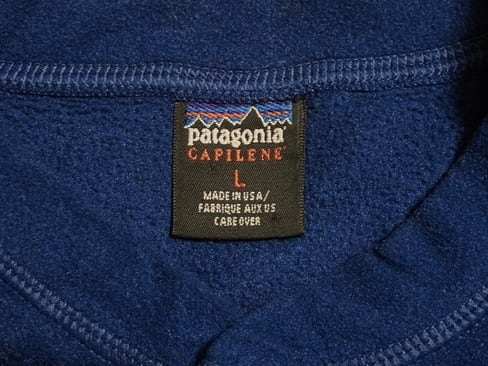 patagonia
CAPILENE
L
MADE IN USA/
FABRIQUE AUX US
CARE OVER